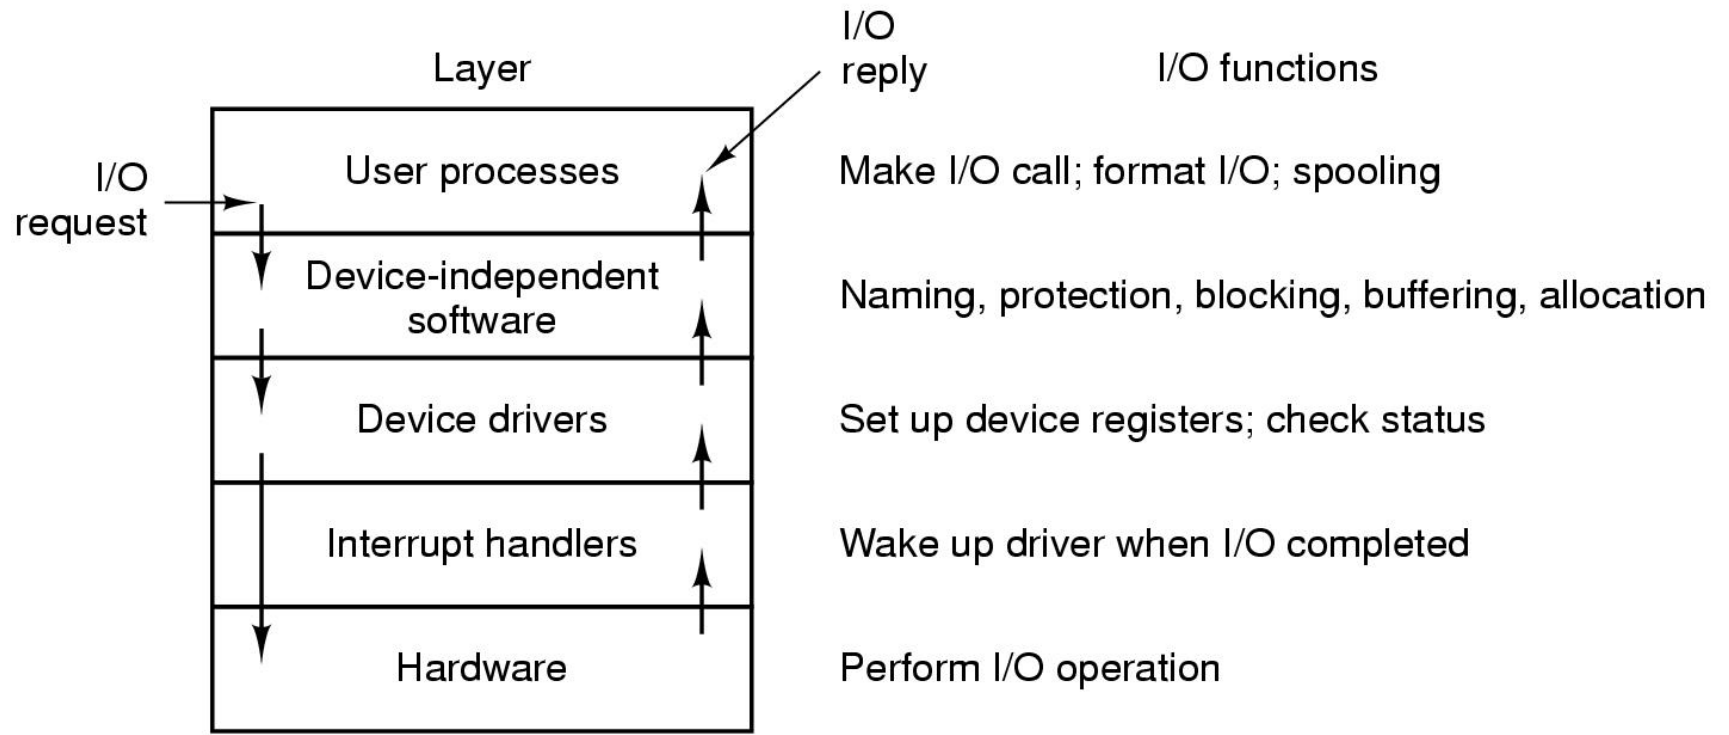 I/O
reply
Layer
I/O functions
I/O
request
User processes
Make I/O call; format I/O; spooling
Device-independent
software
Naming, protection, blocking, buffering, allocation
Device drivers
Set up device registers; check status
Interrupt handlers
Wake up driver when I/O completed
Hardware
Perform I/O operation